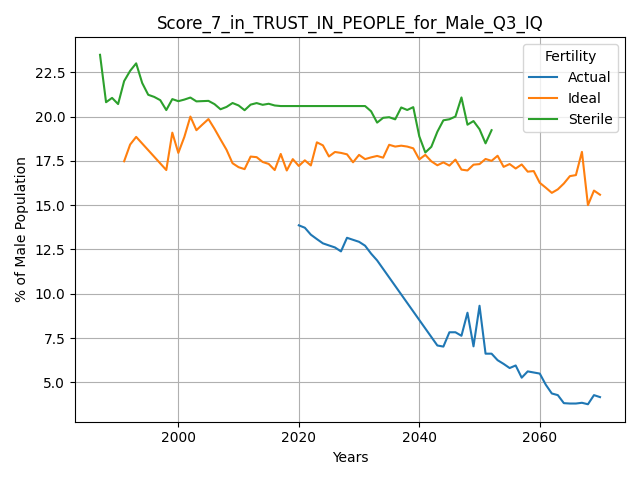 Score_7_in_TRUST_IN_PEOPLE_for_Male_Q3_IQ
% of Male Population
22.5
20.0
17.5
15.0
12.5
10.0
7.5
5.0
Fertility
Actual
Ideal
Sterile
2000
2020
2040
2060
Years